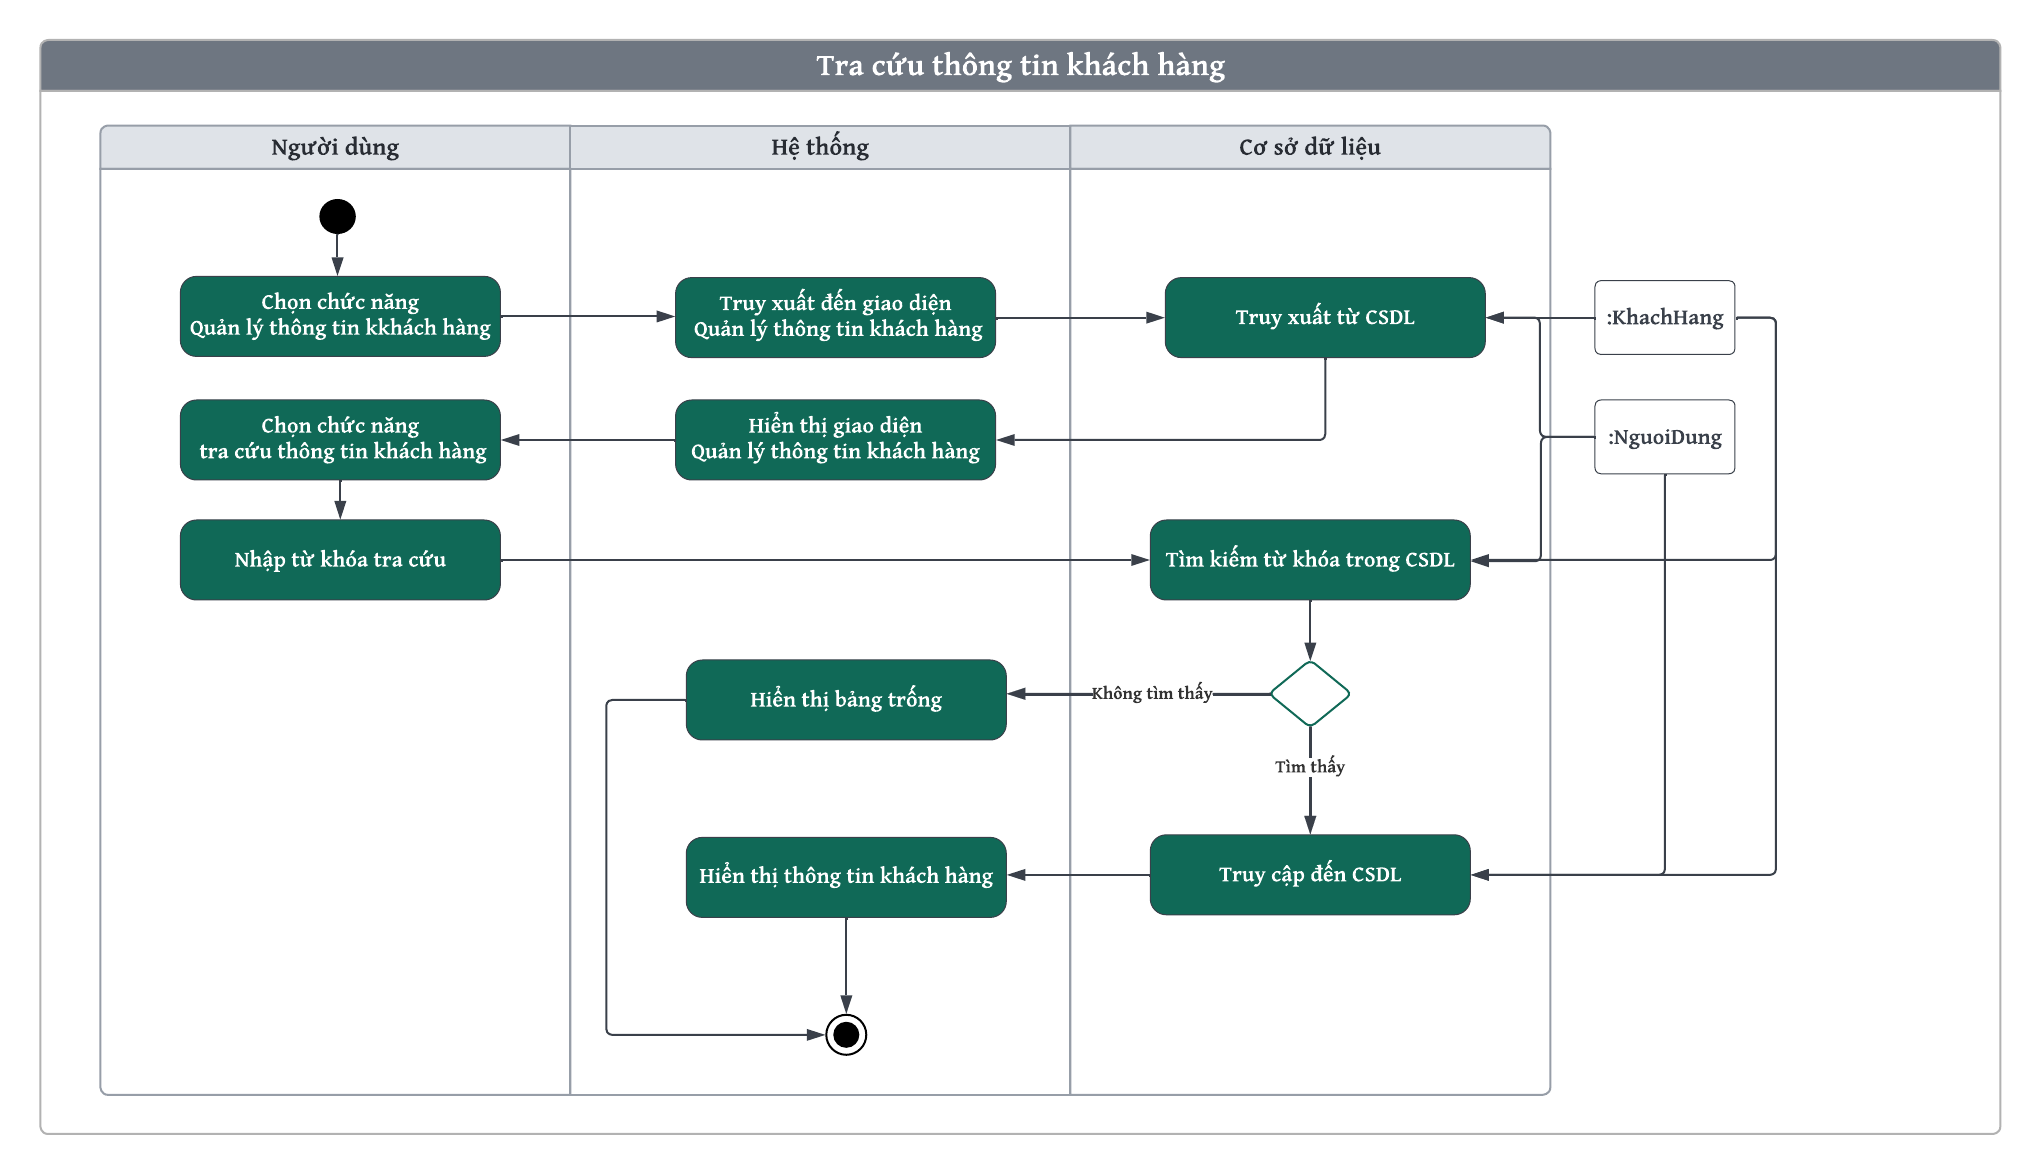 Tra cứu thông tin khách hàng
Người dùng
Hệ thống
Cơ sở dữ liệu
Chọn chức năng
Quản lý thông tin kkhách hàng
Truy xuất đến giao diện
Quản lý thông tin khách hàng
Truy xuất từ CSDL
:KhachHang
Chọn chức năng
tra cứu thông tin khách hàng
Hiển thị giao diện
Quản lý thông tin khách hàng
:NguoiDung
Nhập từ khóa tra cứu
Tìm kiếm từ khóa trong CSDL
Hiển thị bảng trống
Không tìm thấy
Tìm thấy
Hiển thị thông tin khách hàng
Truy cập đến CSDL